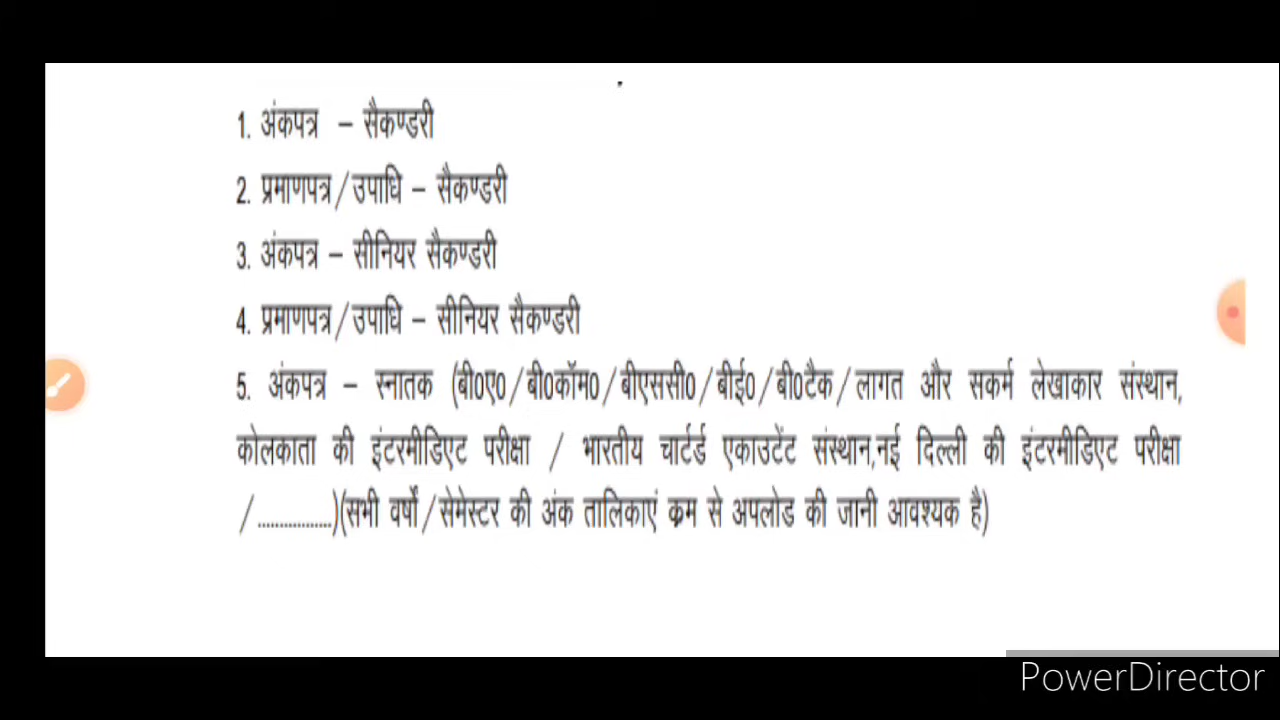 1. अंकपत्र – सैकण्डरी
2. प्रमाणपत्र/उपाधि – सैकण्डरी
3. अंकपत्र – सीनियर सैकण्डरी
4. प्रमाणपत्र/उपाधि – सीनियर सैकण्डरी
5. अंकपत्र – स्नातक (बी0ए0/बी0कॉम0/बीएससी0/बीई0/बी0टैक/लागत और सकर्म लेखाकार संस्थान,
कोलकाता की इंटरमीडिएट परीक्षा / भारतीय चार्टर्ड एकाउटेंट संस्थान,नई दिल्ली की इंटरमीडिएट परीक्षा
/.................)(सभी वर्षों/सेमेस्टर की अंक तालिकाएं क्रम से अपलोड की जानी आवश्यक है)
PowerDirector